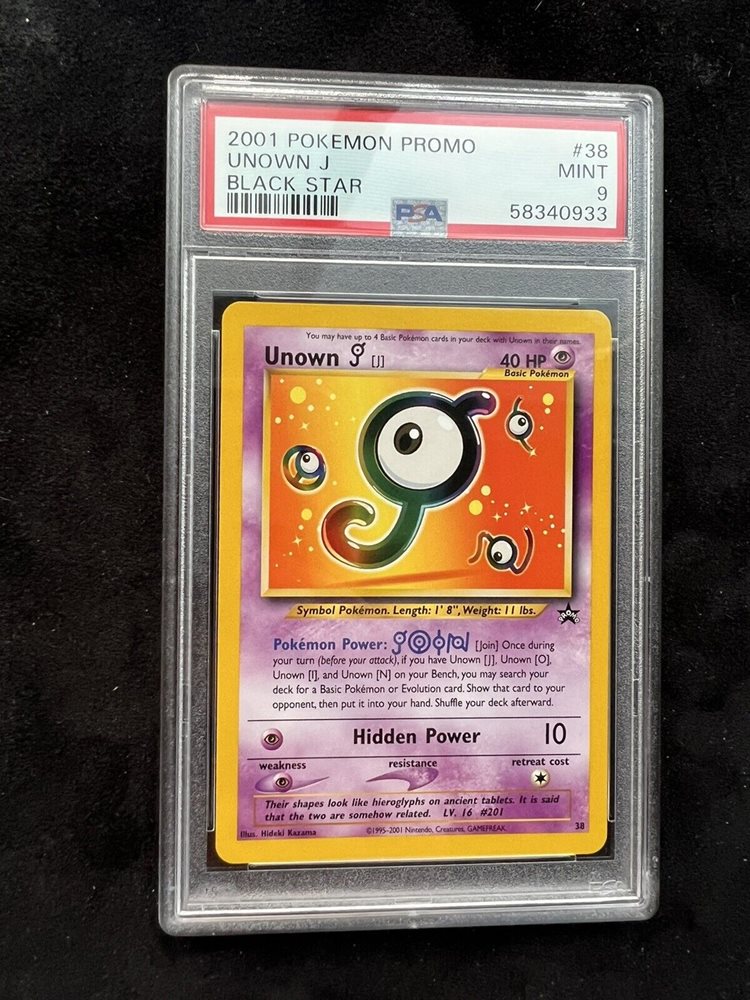 2001 POKEMON PROMO #38
UNOWN J MINT
BLACK STAR 9
PSA 58340933
You may have up to 4 Basic Pokémon cards in your deck with Unown in their names.
Unown [J] 40 HP
Basic Pokémon
Symbol Pokémon. Length: 1' 8", Weight: 11 lbs.
PROMO
Pokémon Power: JOIN [Join] Once during
your turn (before your attack), if you have Unown [J], Unown [O],
Unown [I], and Unown [N] on your Bench, you may search your
deck for a Basic Pokémon or Evolution card. Show that card to your
opponent, then put it into your hand. Shuffle your deck afterward.
Hidden Power 10
weakness resistance retreat cost
Their shapes look like hieroglyphs on ancient tablets. It is said
that the two are somehow related. LV. 16 #201
Illus. Hideki Kazama ©1995-2001 Nintendo, Creatures, GAMEFREAK. 38